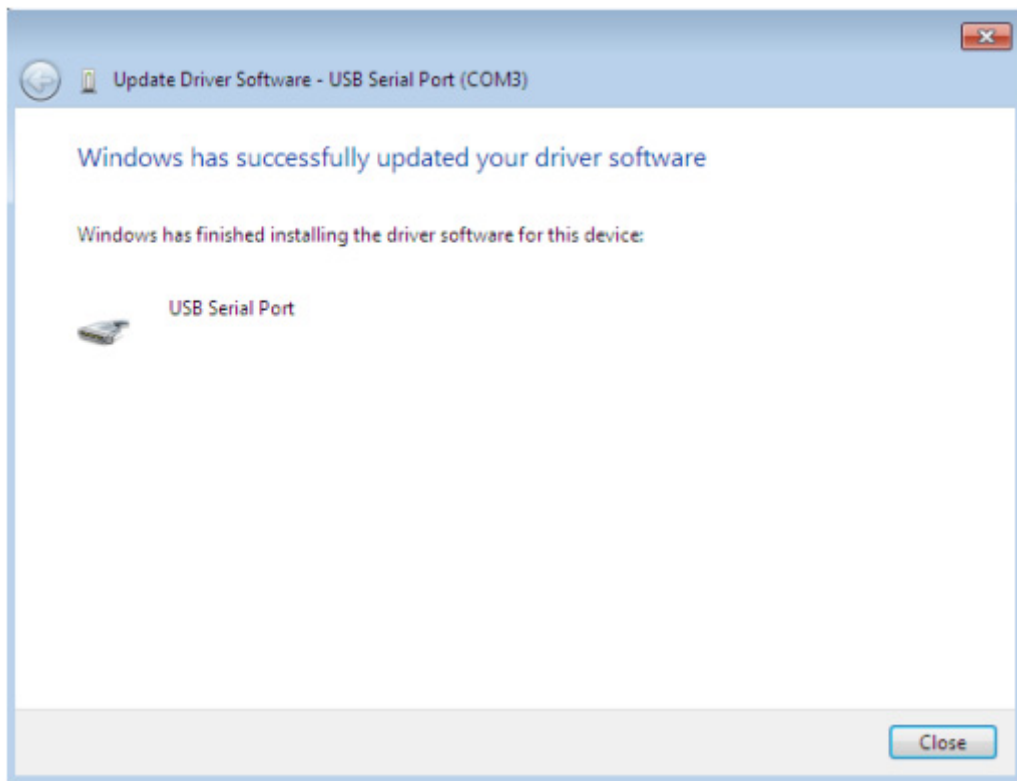 Update Driver Software - USB Serial Port (COM3)
Windows has successfully updated your driver software
Windows has finished installing the driver software for this device:
USB Serial Port
Close